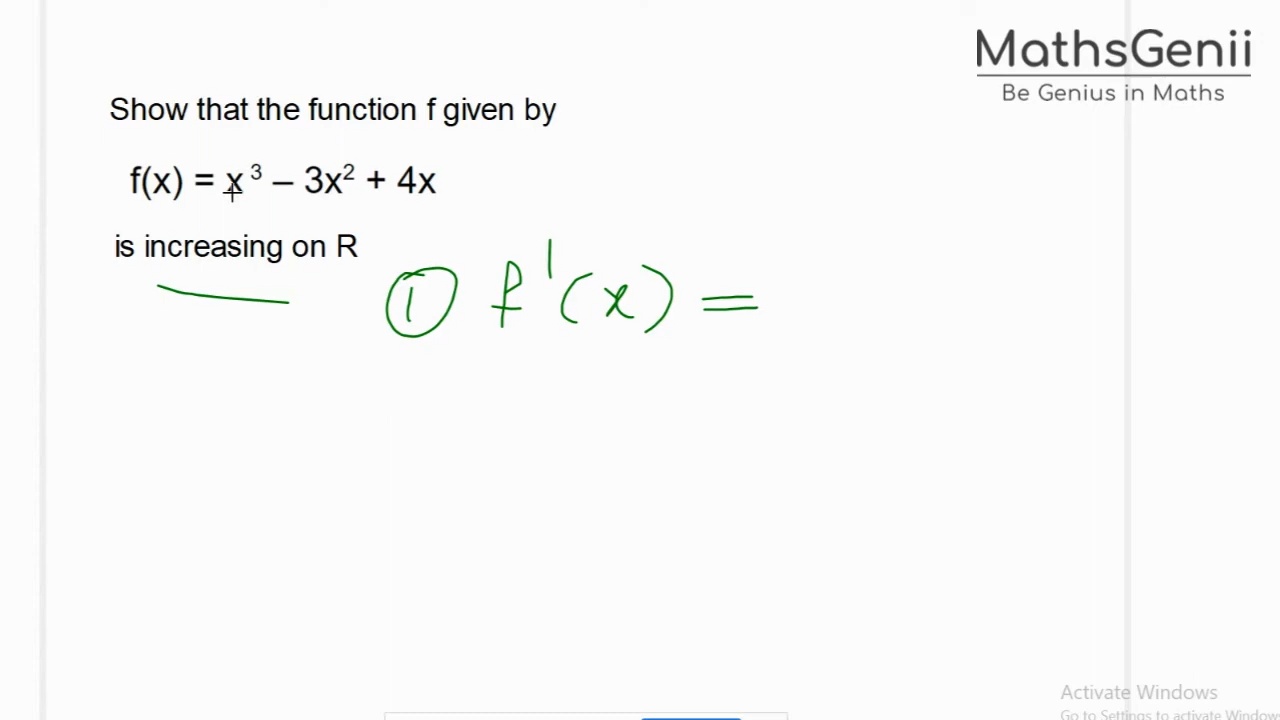 MathsGenii
Be Genius in Maths
Show that the function f given by
f(x) = x³ – 3x² + 4x
is increasing on R
① f'(x) =
Activate Windows
Go to Settings to activate Window